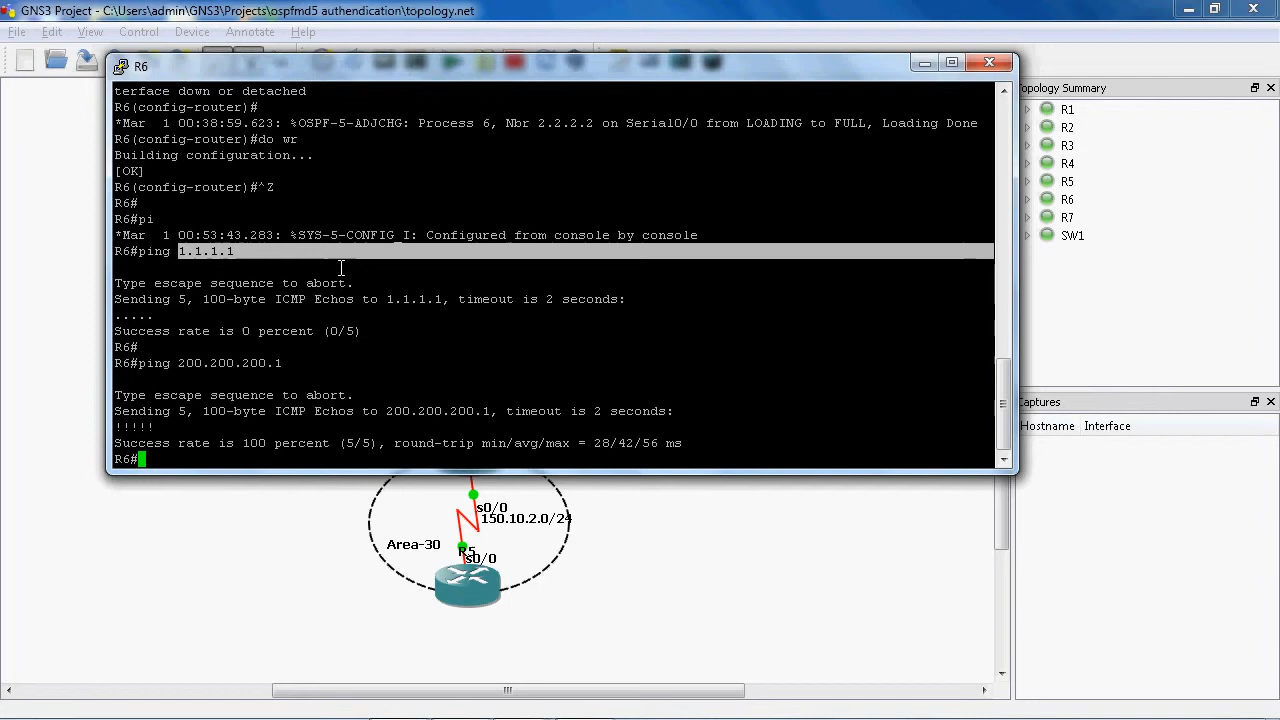 GNS3 Project - C:\Users\admin\GNS3\Projects\ospfmd5 authendication\topology.net
File Edit View Control Device Annotate Help
R6
terface down or detached
R6(config-router)#
*Mar  1 00:38:59.623: %OSPF-5-ADJCHG: Process 6, Nbr 2.2.2.2 on Serial0/0 from LOADING to FULL, Loading Done
R6(config-router)#do wr
Building configuration...
[OK]
R6(config-router)#^Z
R6#
R6#pi
*Mar  1 00:53:43.283: %SYS-5-CONFIG_I: Configured from console by console
R6#ping 1.1.1.1
Type escape sequence to abort.
Sending 5, 100-byte ICMP Echos to 1.1.1.1, timeout is 2 seconds:
.....
Success rate is 0 percent (0/5)
R6#
R6#ping 200.200.200.1
Type escape sequence to abort.
Sending 5, 100-byte ICMP Echos to 200.200.200.1, timeout is 2 seconds:
!!!!!
Success rate is 100 percent (5/5), round-trip min/avg/max = 28/42/56 ms
R6#
s0/0
150.10.2.0/24
Area-30
R5
s0/0
Topology Summary
R1
R2
R3
R4
R5
R6
R7
SW1
Captures
Hostname Interface